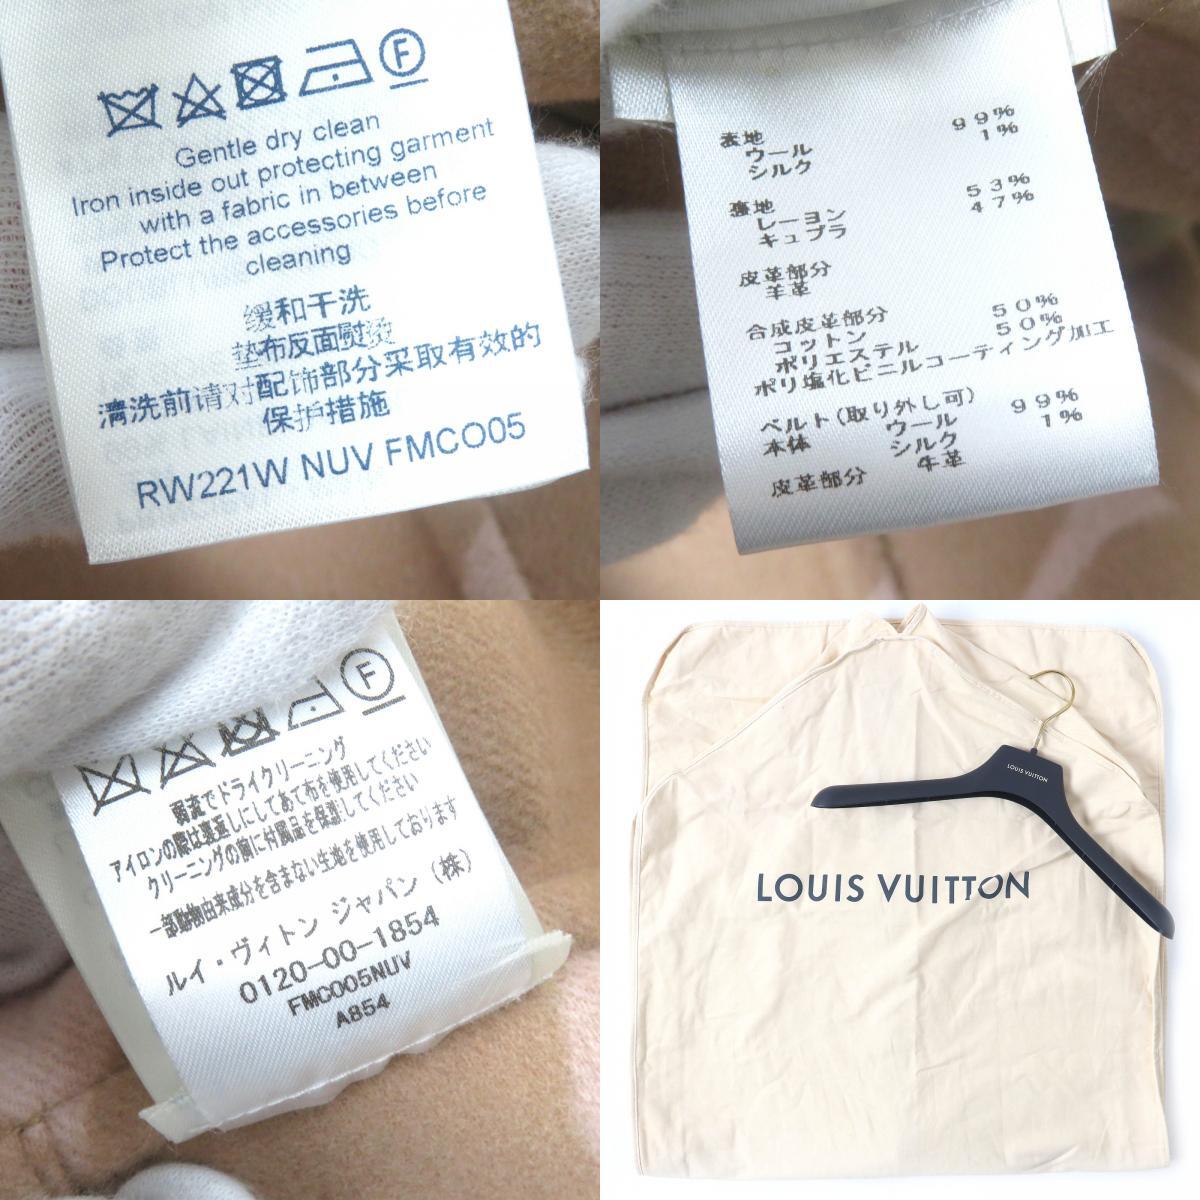 F
Gentle dry clean
Iron inside out protecting garment
with a fabric in between
Protect the accessories before
cleaning
缓和干洗
垫布反面熨烫
清洗前请对配饰部分采取有效的
保护措施
RW221W NUV FMCO05
表地 99%
ウール 1%
シルク
裏地 53%
レーヨン 47%
キュプラ
皮革部分
羊革
合成皮革部分 50%
コットン 50%
ポリエステル
ポリ塩化ビニルコーティング加工
ベルト(取り外し可) 99%
本体 ウール 1%
シルク
皮革部分 牛革
F
弱流でドライクリーニング
アイロンの際は裏返しにしてあて布を使用してください
クリーニングの前に付属品を保護してください
一部動物由来成分を含まない生地を使用しております
ルイ・ヴィトン ジャパン (株)
0120-00-1854
FMCO05NUV
A854
LOUIS VUITTON
LOUIS VUITTON